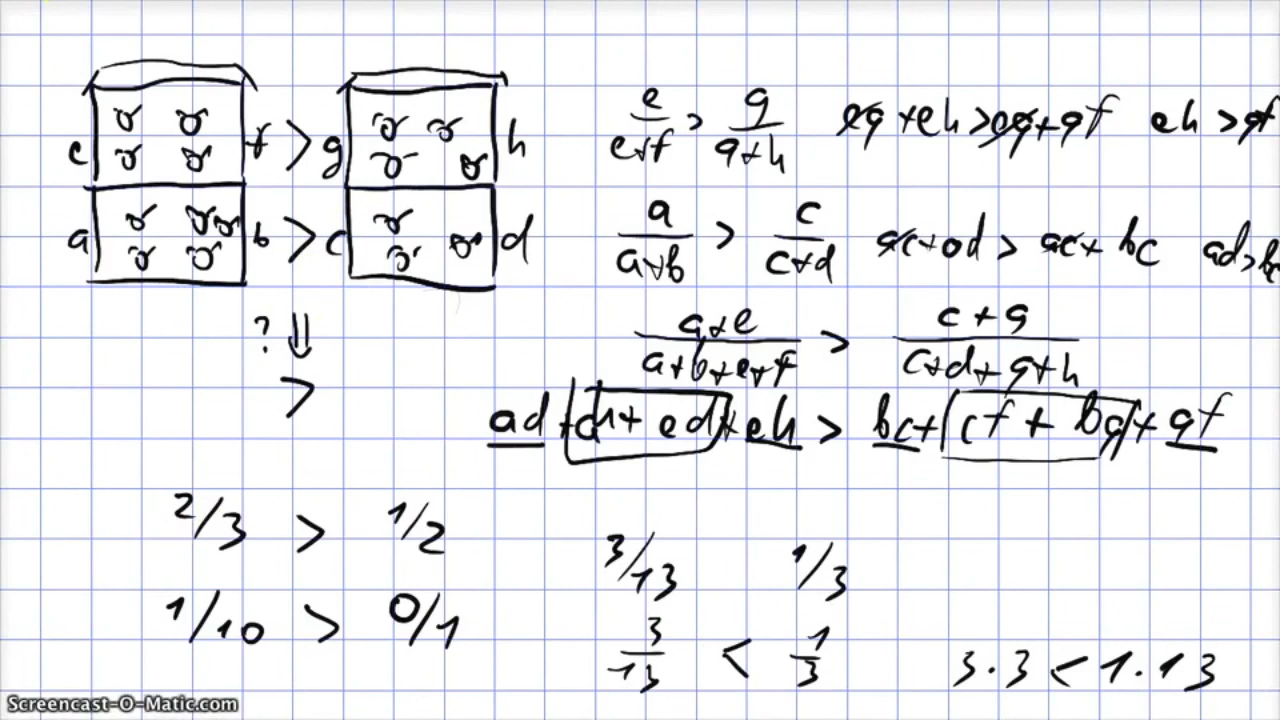 e f > g h
e/(e+f) > g/(g+h) eg+eh>eg+gf eh>gf
a b > c d
a/(a+b) > c/(c+d) ac+ad > ac+bc ad>bc
? ⇓
(a+e)/(a+b+e+f) > (c+g)/(c+d+g+h)
>
ad+ah+ed+eh > bc+cf+bg+gf
2/3 > 1/2
3/13 1/3
1/10 > 0/1
3/13 < 1/3 3·3<1·13
Screencast-O-Matic.com